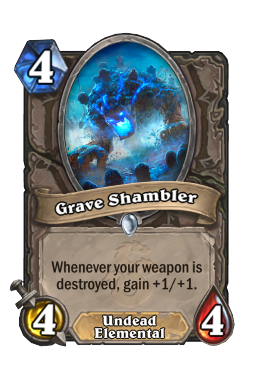 4
Grave Shambler
Whenever your weapon is
destroyed, gain +1/+1.
4
Undead
Elemental
4